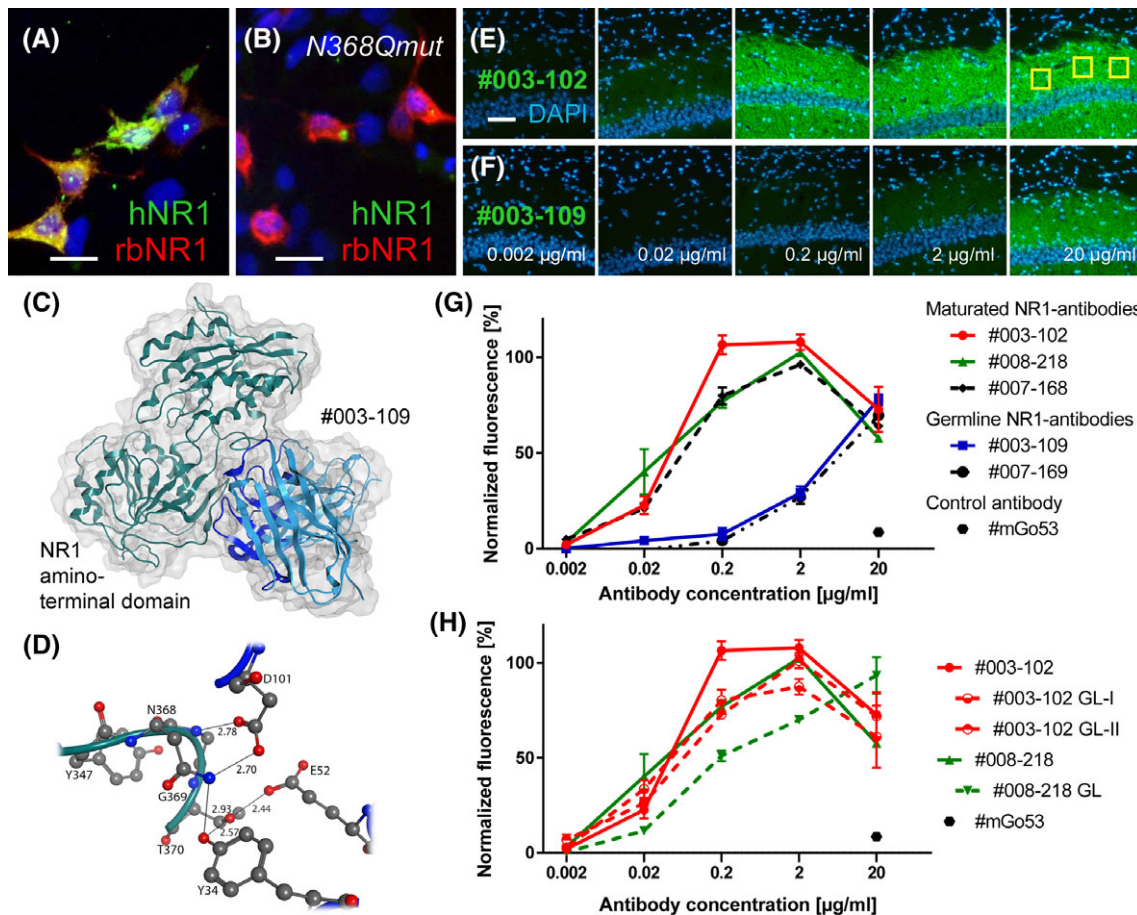 (A)
hNR1
rbNR1
(B)
N368Qmut
hNR1
rbNR1
(E)
#003-102
DAPI
(F)
#003-109
0.002 µg/ml
0.02 µg/ml
0.2 µg/ml
2 µg/ml
20 µg/ml
(C)
#003-109
NR1
amino-
terminal domain
(D)
D101
N368
2.78
2.70
Y347
E52
G369
2.93
2.44
2.57
T370
Y34
(G)
Normalized fluorescence [%]
100
50
0
0.002
0.02
0.2
2
20
Antibody concentration [µg/ml]
Maturated NR1-antibodies
#003-102
#008-218
#007-168
Germline NR1-antibodies
#003-109
#007-169
Control antibody
#mGo53
(H)
Normalized fluorescence [%]
100
50
0
0.002
0.02
0.2
2
20
Antibody concentration [µg/ml]
#003-102
#003-102 GL-I
#003-102 GL-II
#008-218
#008-218 GL
#mGo53